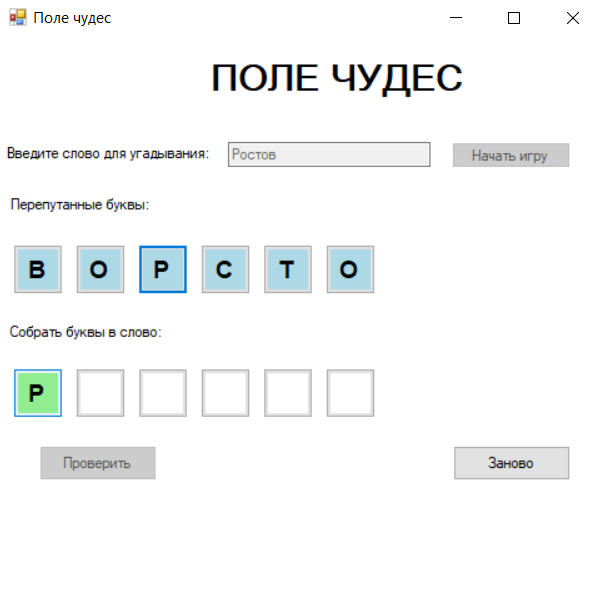 Поле чудес
ПОЛЕ ЧУДЕС
Введите слово для угадывания: Ростов Начать игру
Перепутанные буквы:
В О Р С Т О
Собрать буквы в слово:
Р
Проверить Заново